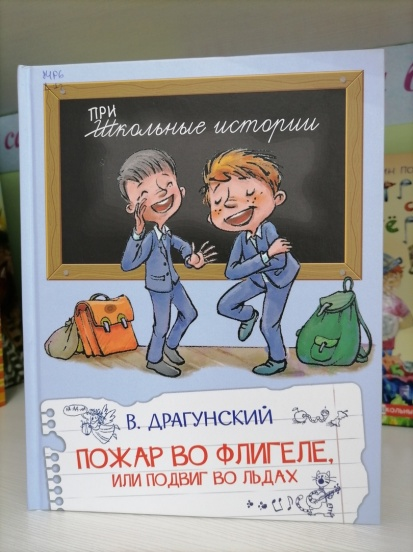 ПРИ
Школьные истории
В. ДРАГУНСКИЙ
ПОЖАР ВО ФЛИГЕЛЕ,
ИЛИ ПОДВИГ ВО ЛЬДАХ